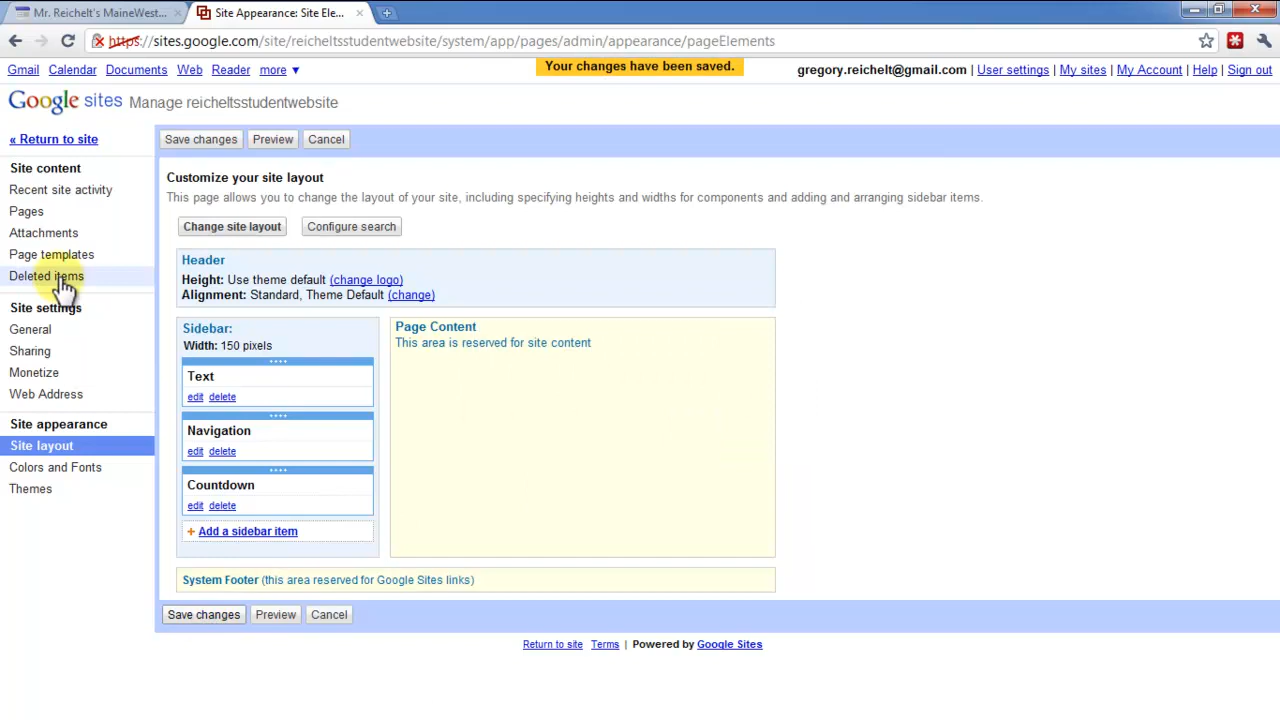 Mr. Reichelt's MaineWest...
Site Appearance: Site Ele...
https://sites.google.com/site/reicheltsstudentwebsite/system/app/pages/admin/appearance/pageElements
Gmail Calendar Documents Web Reader more ▼
Your changes have been saved.
gregory.reichelt@gmail.com | User settings | My sites | My Account | Help | Sign out
Google sites Manage reicheltsstudentwebsite
« Return to site
Site content
Recent site activity
Pages
Attachments
Page templates
Deleted items
Site settings
General
Sharing
Monetize
Web Address
Site appearance
Site layout
Colors and Fonts
Themes
Save changes Preview Cancel
Customize your site layout
This page allows you to change the layout of your site, including specifying heights and widths for components and adding and arranging sidebar items.
Change site layout Configure search
Header
Height: Use theme default (change logo)
Alignment: Standard, Theme Default (change)
Sidebar:
Width: 150 pixels
Text
edit delete
Navigation
edit delete
Countdown
edit delete
+ Add a sidebar item
Page Content
This area is reserved for site content
System Footer (this area reserved for Google Sites links)
Save changes Preview Cancel
Return to site Terms | Powered by Google Sites